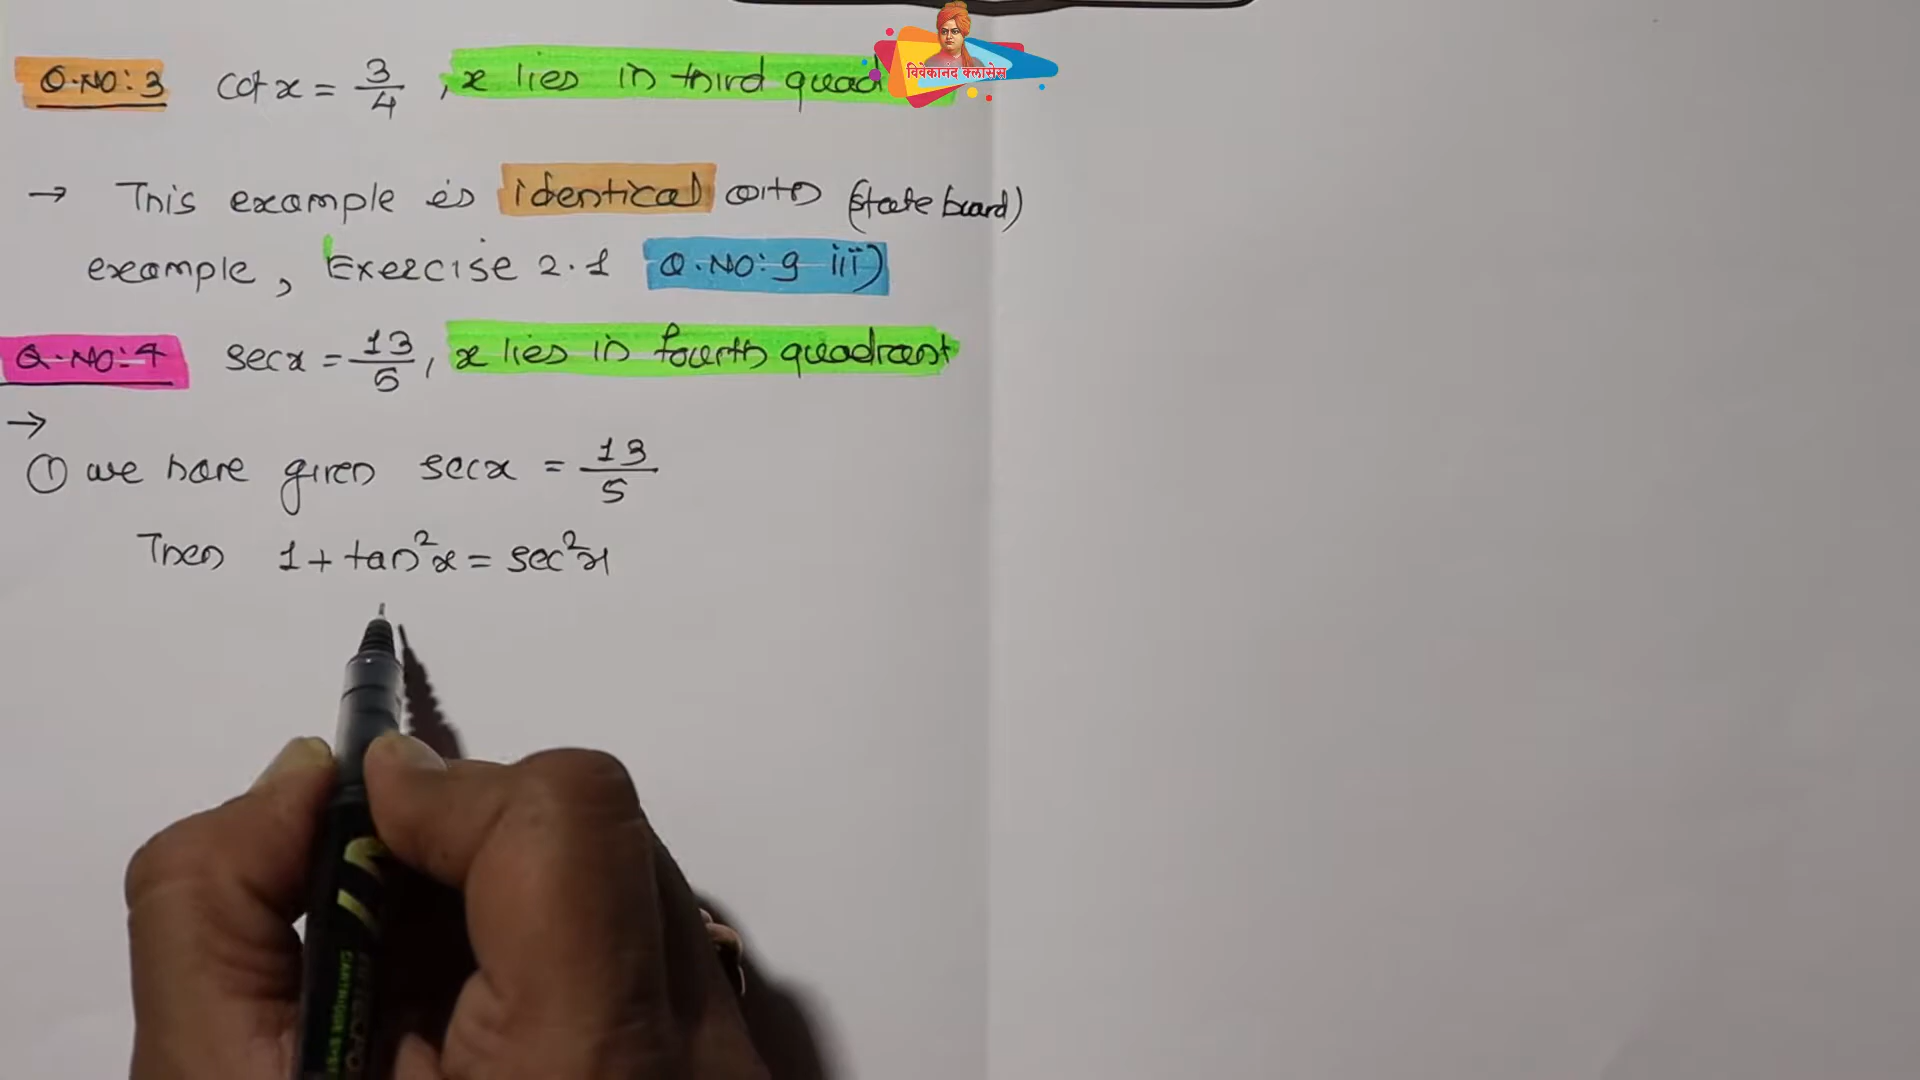 Q.NO:3 cot x = 3/4 , x lies in third quad
विवेकानंद क्लासेस
→ This example is identical with (State board)
example, Exercise 2.1 Q.NO: 9 iii)
Q.NO:4 sec x = 13/5, x lies in fourth quadrant
→
① we have given sec x = 13/5
Then 1 + tan²x = sec²x